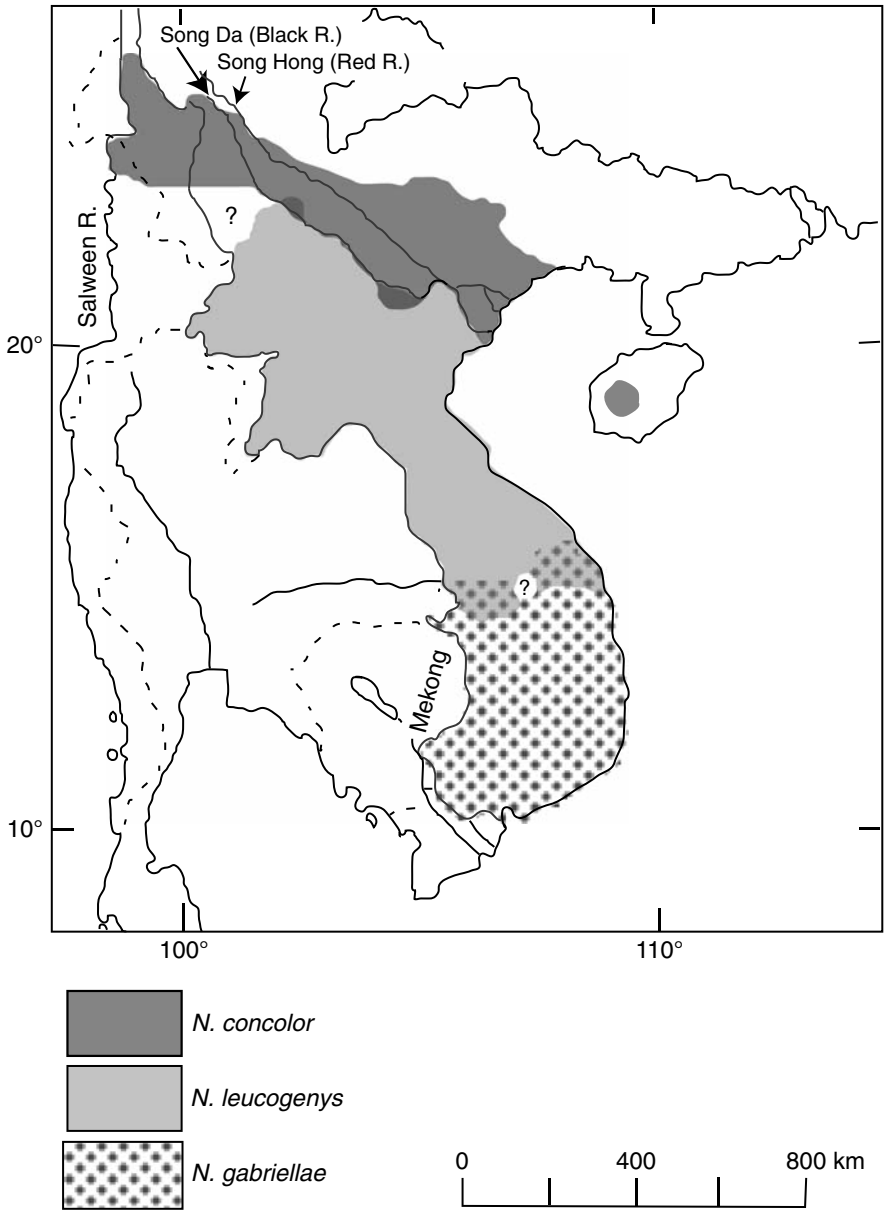 Song Da (Black R.)
Song Hong (Red R.)
?
Salween R.
20°
?
Mekong
10°
100°
110°
N. concolor
N. leucogenys
N. gabriellae
0
400
800 km